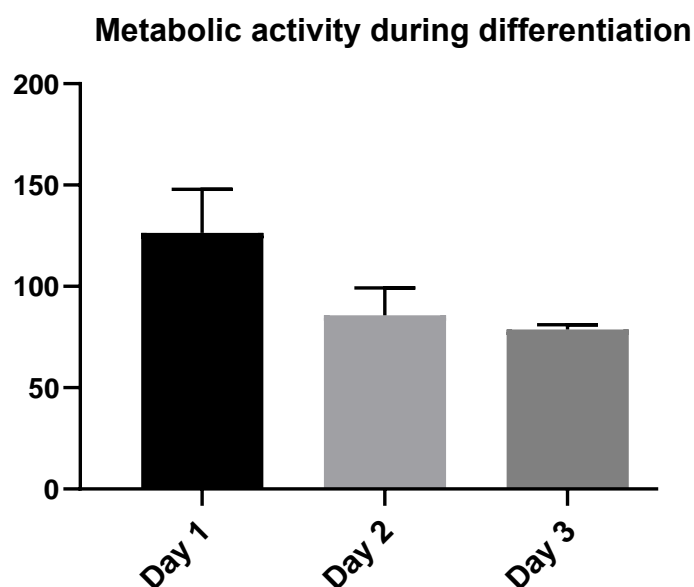 Metabolic activity during differentiation
200
150
100
50
0
Day 1
Day 2
Day 3